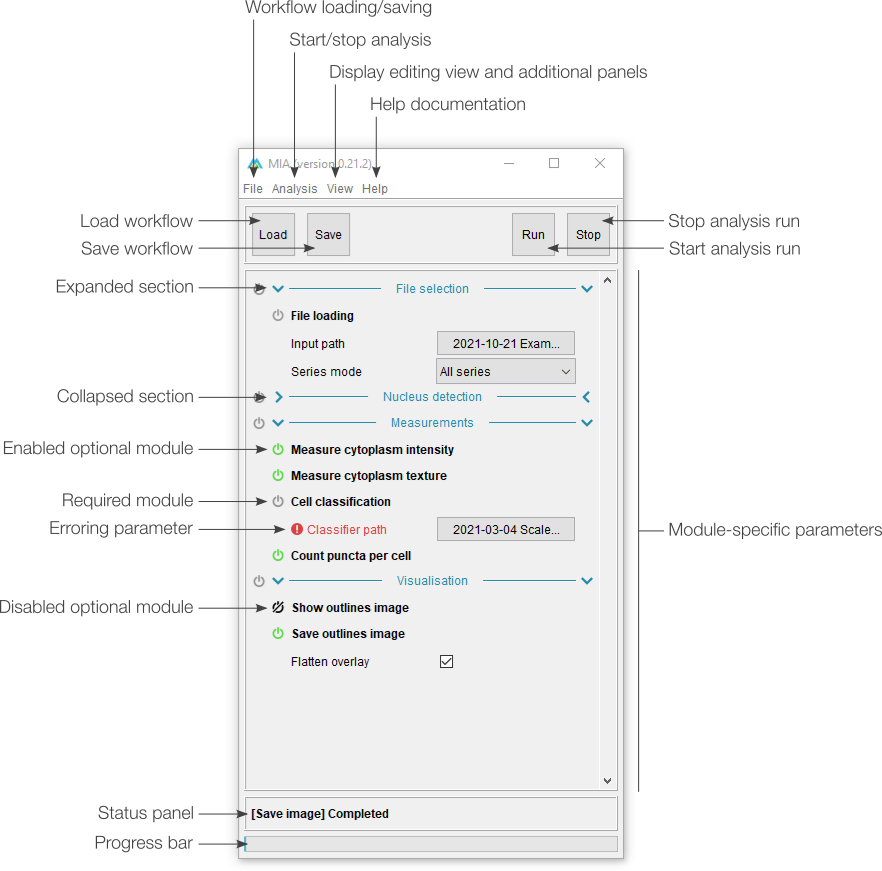 Workflow loading/saving
Start/stop analysis
Display editing view and additional panels
Help documentation
MIA (version 0.21.2)
File Analysis View Help
Load workflow
Load Save Run Stop
Stop analysis run
Save workflow
Start analysis run
Expanded section
File selection
File loading
Input path 2021-10-21 Exam...
Series mode All series
Collapsed section
Nucleus detection
Measurements
Enabled optional module
Measure cytoplasm intensity
Measure cytoplasm texture
Required module
Cell classification
Erroring parameter
Classifier path 2021-03-04 Scale...
Module-specific parameters
Count puncta per cell
Visualisation
Disabled optional module
Show outlines image
Save outlines image
Flatten overlay
Status panel
[Save image] Completed
Progress bar